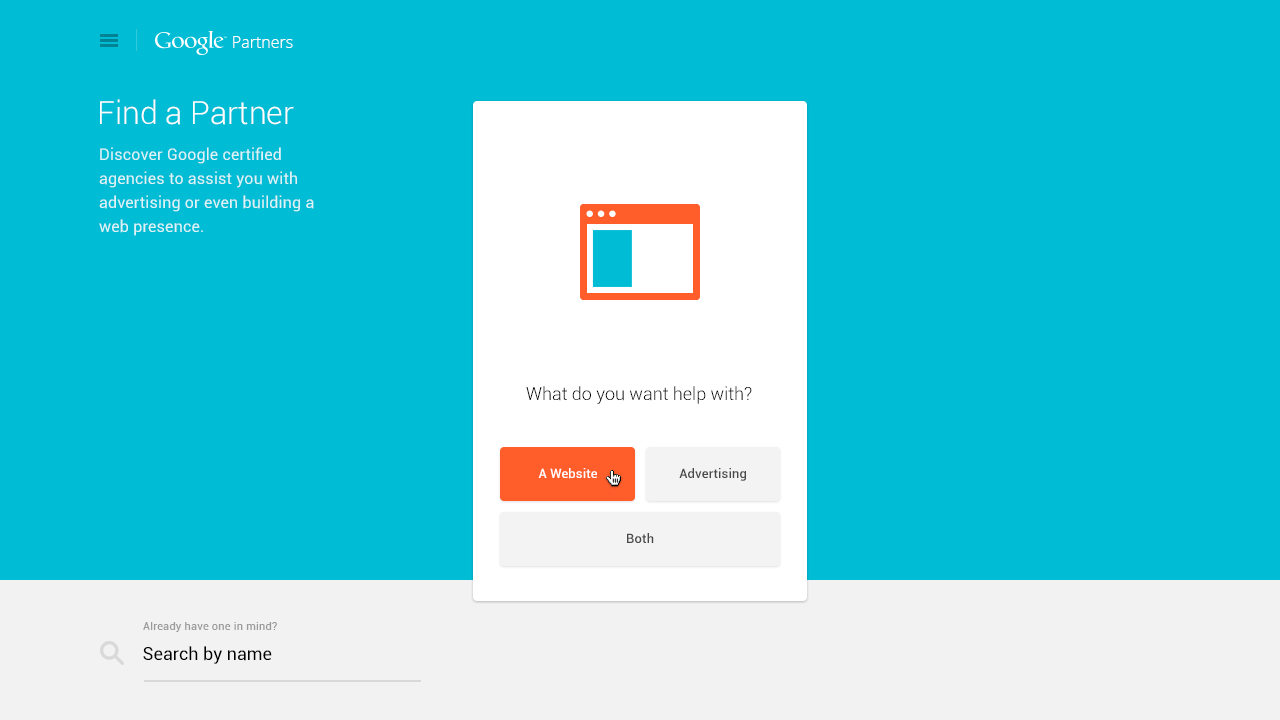 Google Partners
Find a Partner
Discover Google certified
agencies to assist you with
advertising or even building a
web presence.
What do you want help with?
A Website
Advertising
Both
Already have one in mind?
Search by name